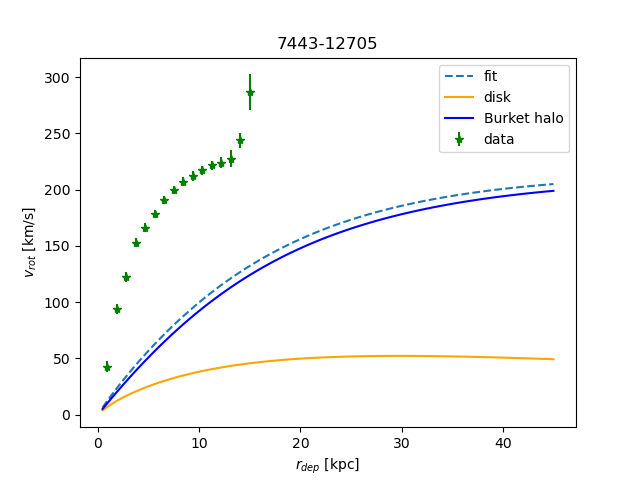 7443-12705
300
250
200
150
100
50
0
v_rot [km/s]
fit
disk
Burket halo
data
0 10 20 30 40
r_dep [kpc]